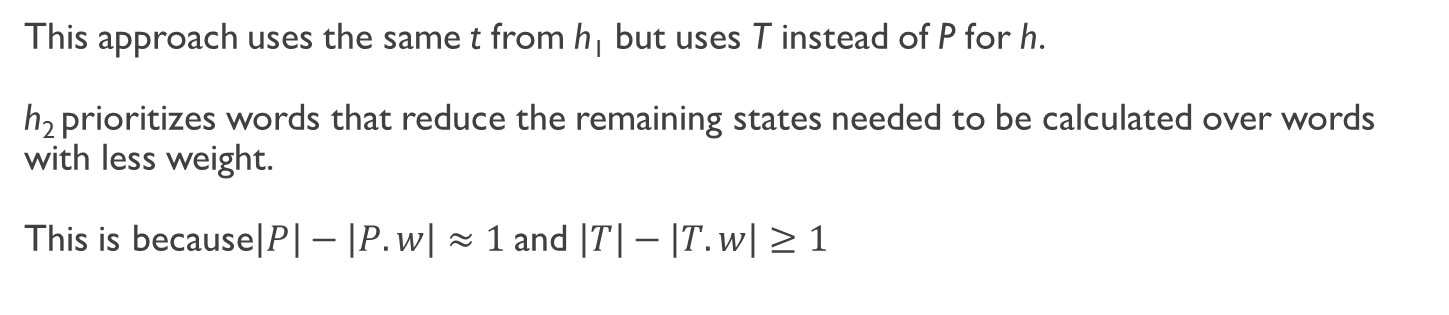 This approach uses the same t from h₁ but uses T instead of P for h.
h₂ prioritizes words that reduce the remaining states needed to be calculated over words
with less weight.
This is because|P| − |P.w| ≈ 1 and |T| − |T.w| ≥ 1